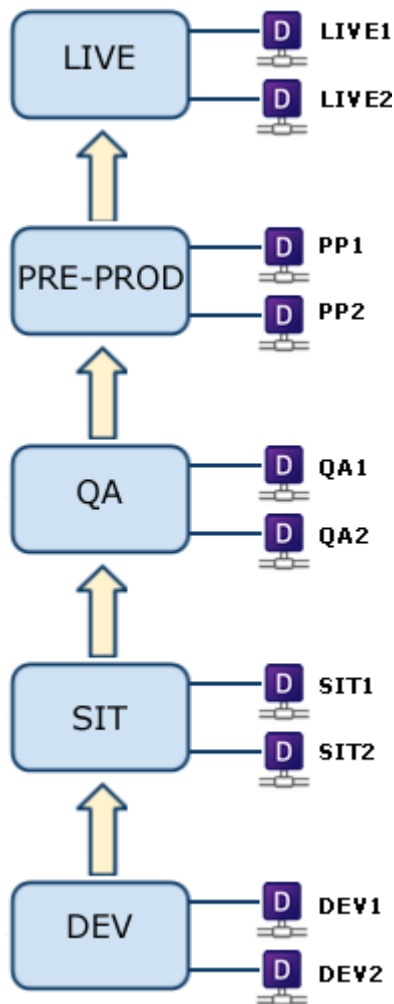 LIVE
D LIVE1
D LIVE2
PRE-PROD
D PP1
D PP2
QA
D QA1
D QA2
SIT
D SIT1
D SIT2
DEV
D DEV1
D DEV2